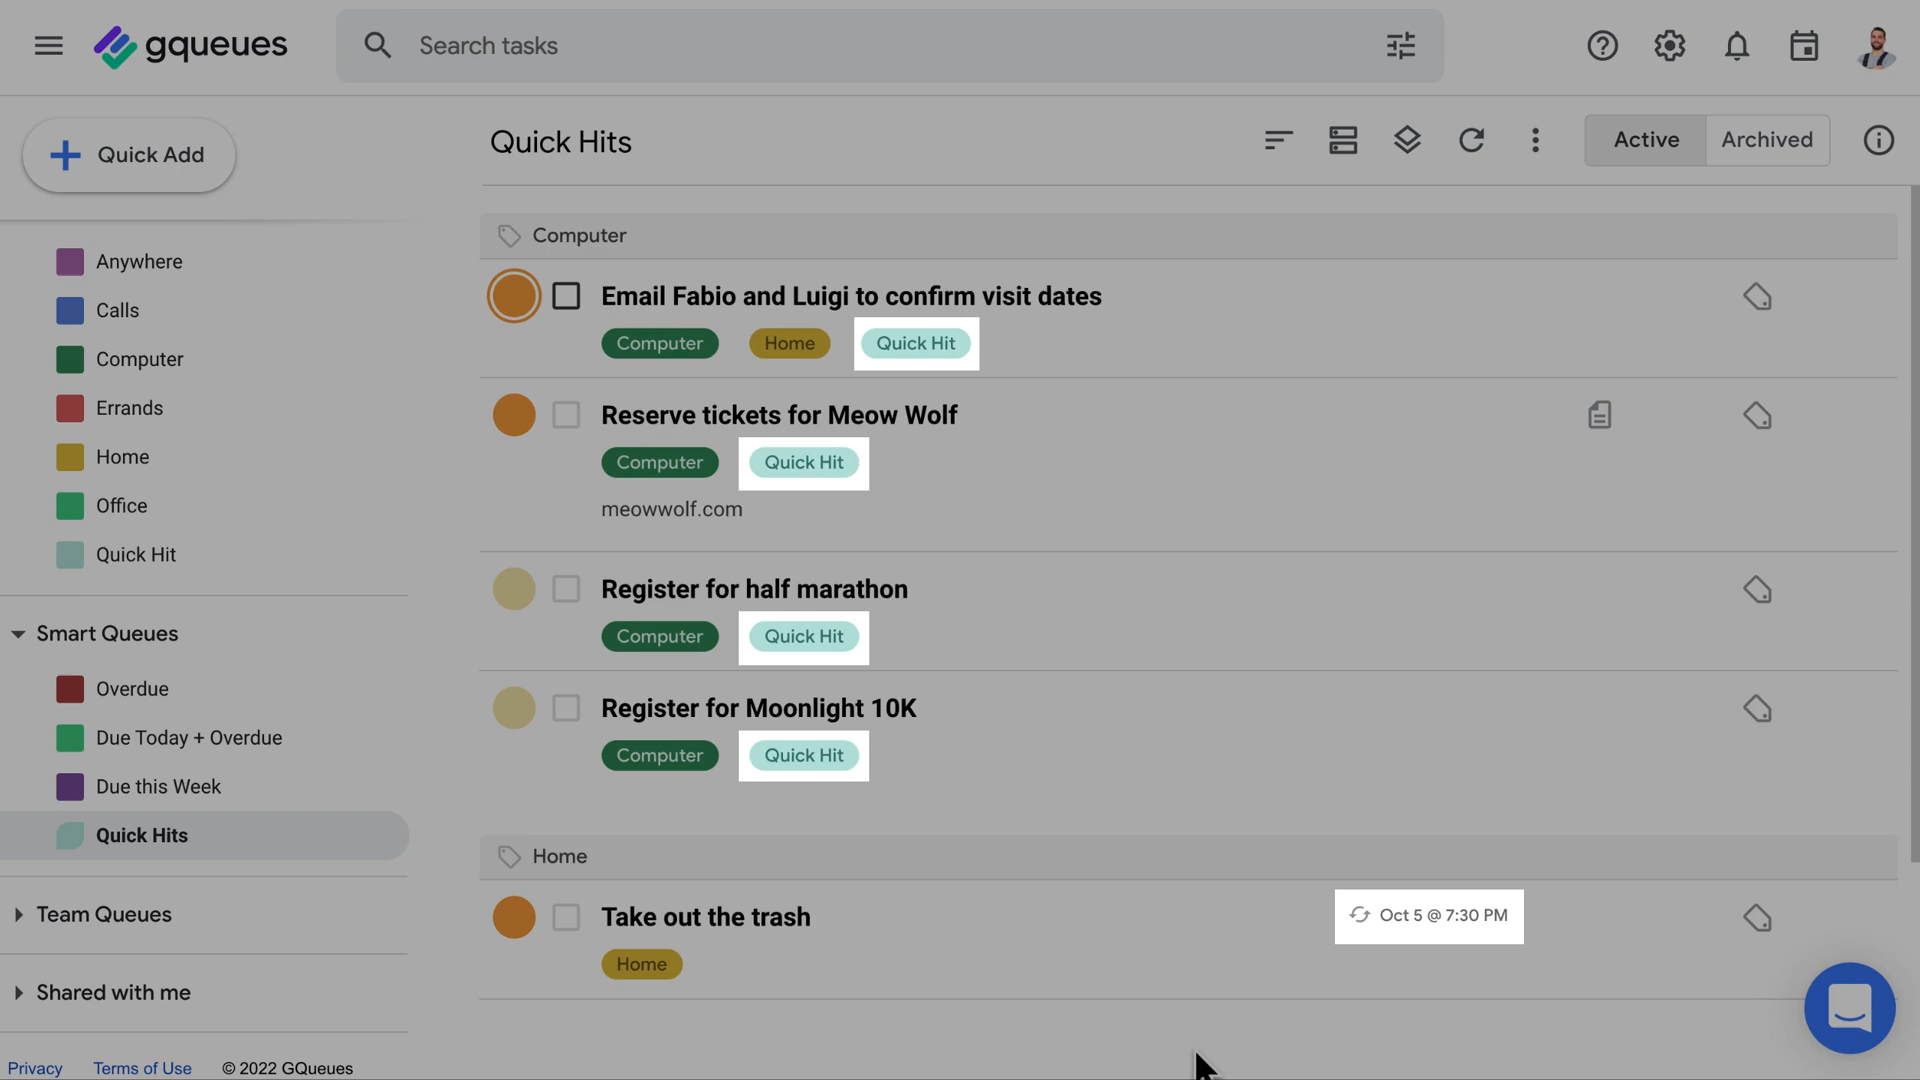 gqueues
Search tasks
Quick Add
Quick Hits
Active
Archived
Anywhere
Calls
Computer
Errands
Home
Office
Quick Hit
Smart Queues
Overdue
Due Today + Overdue
Due this Week
Quick Hits
Team Queues
Shared with me
Privacy Terms of Use © 2022 GQueues
Computer
Email Fabio and Luigi to confirm visit dates
Computer Home Quick Hit
Reserve tickets for Meow Wolf
Computer Quick Hit
meowwolf.com
Register for half marathon
Computer Quick Hit
Register for Moonlight 10K
Computer Quick Hit
Home
Take out the trash Oct 5 @ 7:30 PM
Home